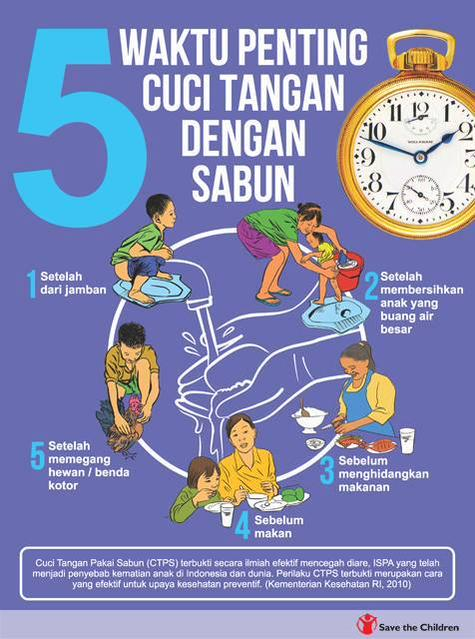 5
WAKTU PENTING
CUCI TANGAN
DENGAN
SABUN
1 Setelah
dari jamban
2 Setelah
membersihkan
anak yang
buang air
besar
3 Sebelum
menghidangkan
makanan
4 Sebelum
makan
5 Setelah
memegang
hewan / benda
kotor
Cuci Tangan Pakai Sabun (CTPS) terbukti secara ilmiah efektif mencegah diare, ISPA yang telah
menjadi penyebab kematian anak di Indonesia dan dunia. Perilaku CTPS terbukti merupakan cara
yang efektif untuk upaya kesehatan preventif. (Kementerian Kesehatan RI, 2010)
Save the Children